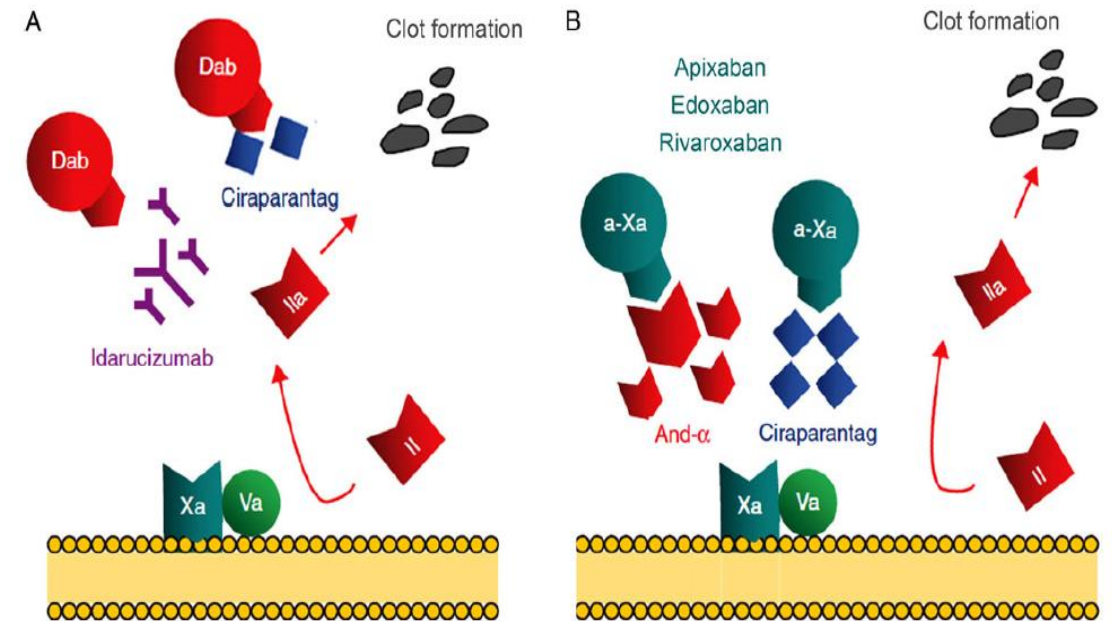 A
Clot formation
Dab
Dab
Ciraparantag
IIa
Idarucizumab
II
Xa
Va
B
Clot formation
Apixaban
Edoxaban
Rivaroxaban
a-Xa
a-Xa
IIa
And-α
Ciraparantag
II
Xa
Va